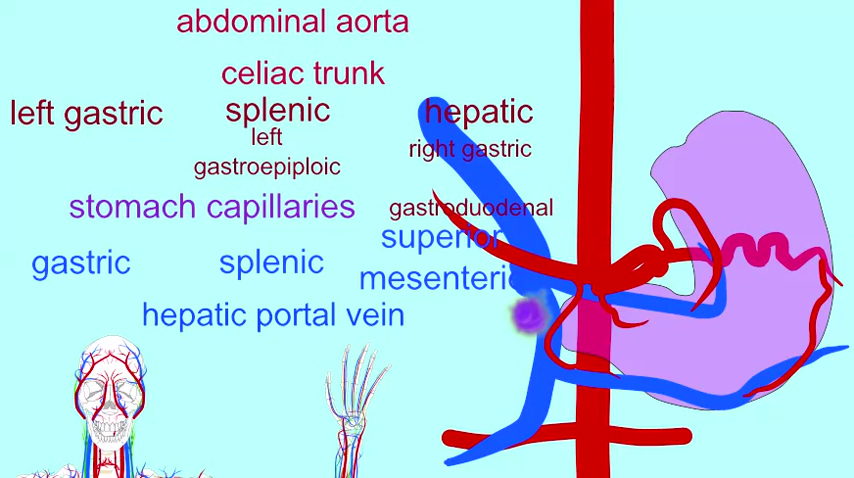 abdominal aorta
celiac trunk
left gastric
splenic
hepatic
left
gastroepiploic
right gastric
stomach capillaries
gastroduodenal
gastric
splenic
superior
mesenteric
hepatic portal vein